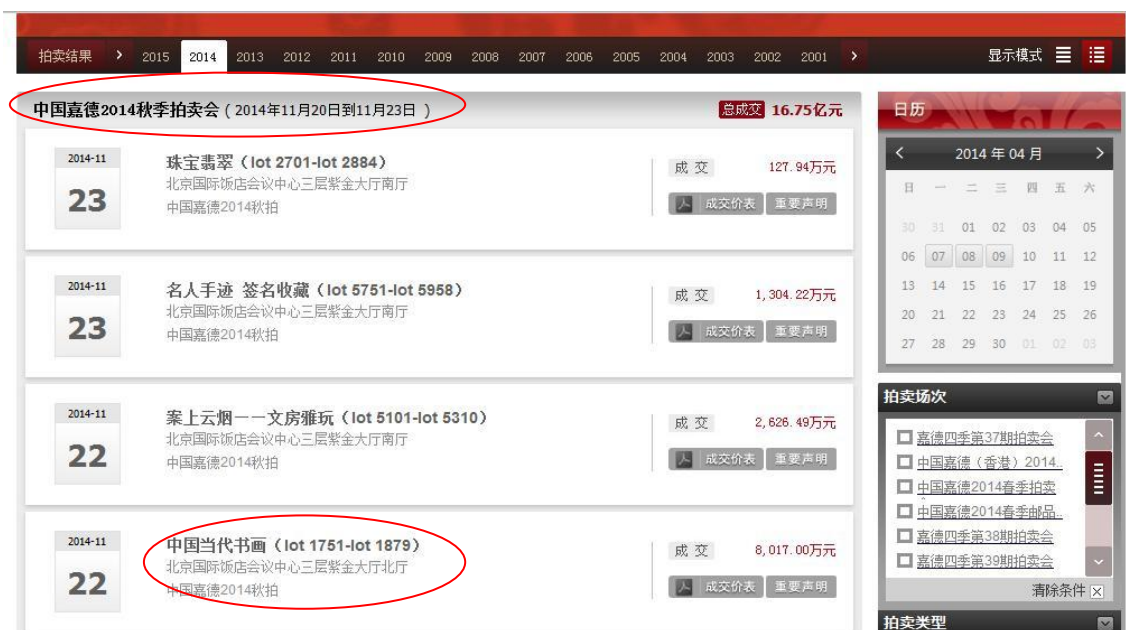 拍卖结果 > 2015 2014 2013 2012 2011 2010 2009 2008 2007 2006 2005 2004 2003 2002 2001 > 显示模式
中国嘉德2014秋季拍卖会 ( 2014年11月20日到11月23日 ) 总成交 16.75亿元
2014-11
23
珠宝翡翠（lot 2701-lot 2884）
北京国际饭店会议中心三层紫金大厅南厅
中国嘉德2014秋拍
成 交 127.94万元
成交价表 重要声明
2014-11
23
名人手迹 签名收藏（lot 5751-lot 5958）
北京国际饭店会议中心三层紫金大厅南厅
中国嘉德2014秋拍
成 交 1,304.22万元
成交价表 重要声明
2014-11
22
案上云烟——文房雅玩（lot 5101-lot 5310）
北京国际饭店会议中心三层紫金大厅南厅
中国嘉德2014秋拍
成 交 2,626.49万元
成交价表 重要声明
2014-11
22
中国当代书画（lot 1751-lot 1879）
北京国际饭店会议中心三层紫金大厅北厅
中国嘉德2014秋拍
成 交 8,017.00万元
成交价表 重要声明
日历
< 2014 年 04 月 >
日 一 二 三 四 五 六
30 31 01 02 03 04 05
06 07 08 09 10 11 12
13 14 15 16 17 18 19
20 21 22 23 24 25 26
27 28 29 30 01 02 03
拍卖场次
嘉德四季第37期拍卖会
中国嘉德（香港）2014..
中国嘉德2014春季拍卖
中国嘉德2014春季邮品..
嘉德四季第38期拍卖会
嘉德四季第39期拍卖会
清除条件
拍卖类型